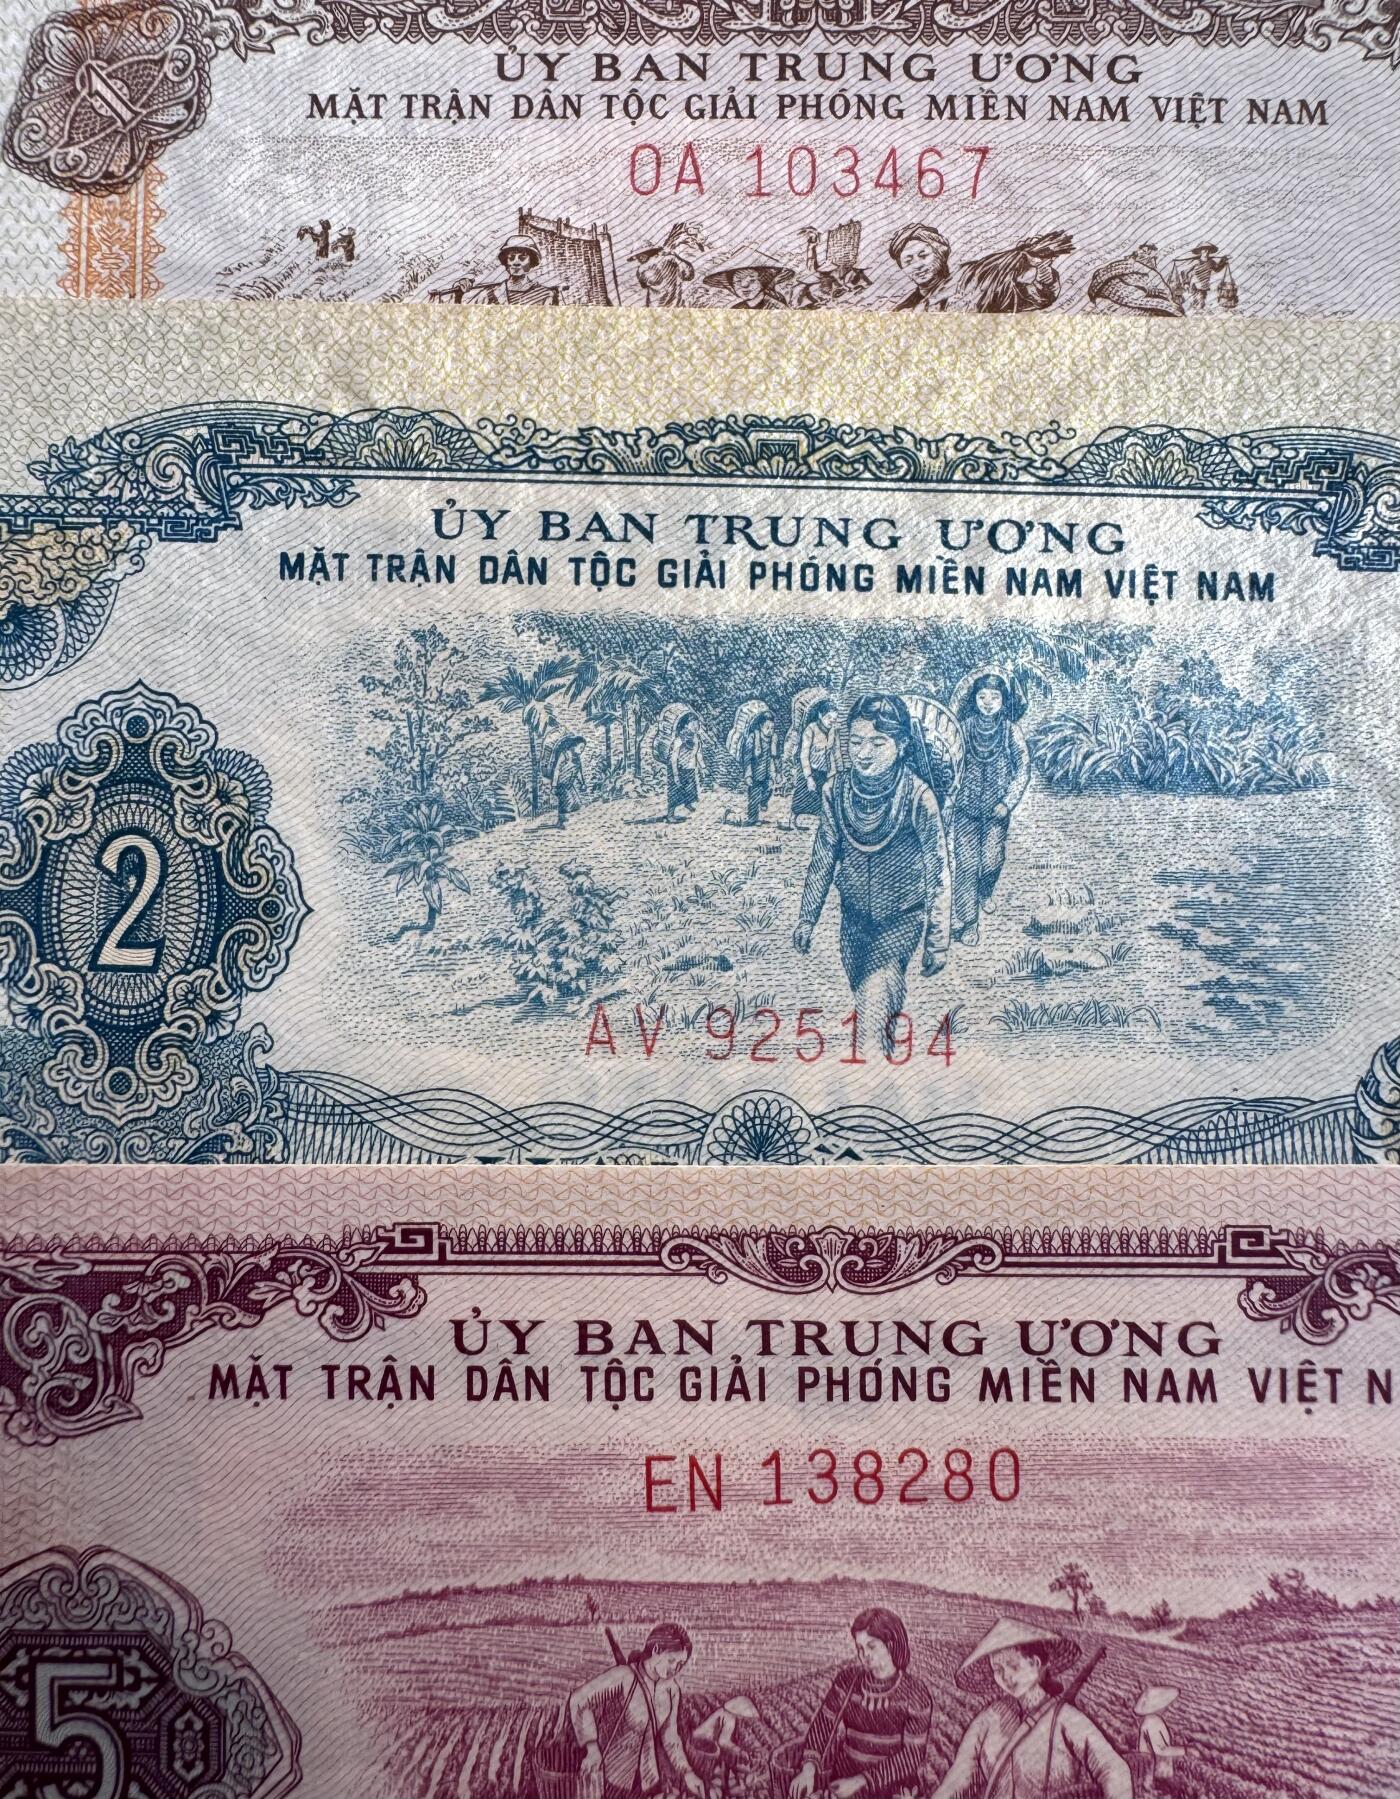 1
ỦY BAN TRUNG ƯƠNG
MẶT TRẬN DÂN TỘC GIẢI PHÓNG MIỀN NAM VIỆT NAM
OA 103467
ỦY BAN TRUNG ƯƠNG
MẶT TRẬN DÂN TỘC GIẢI PHÓNG MIỀN NAM VIỆT NAM
2
AV 925194
ỦY BAN TRUNG ƯƠNG
MẶT TRẬN DÂN TỘC GIẢI PHÓNG MIỀN NAM VIỆT N
EN 138280
5